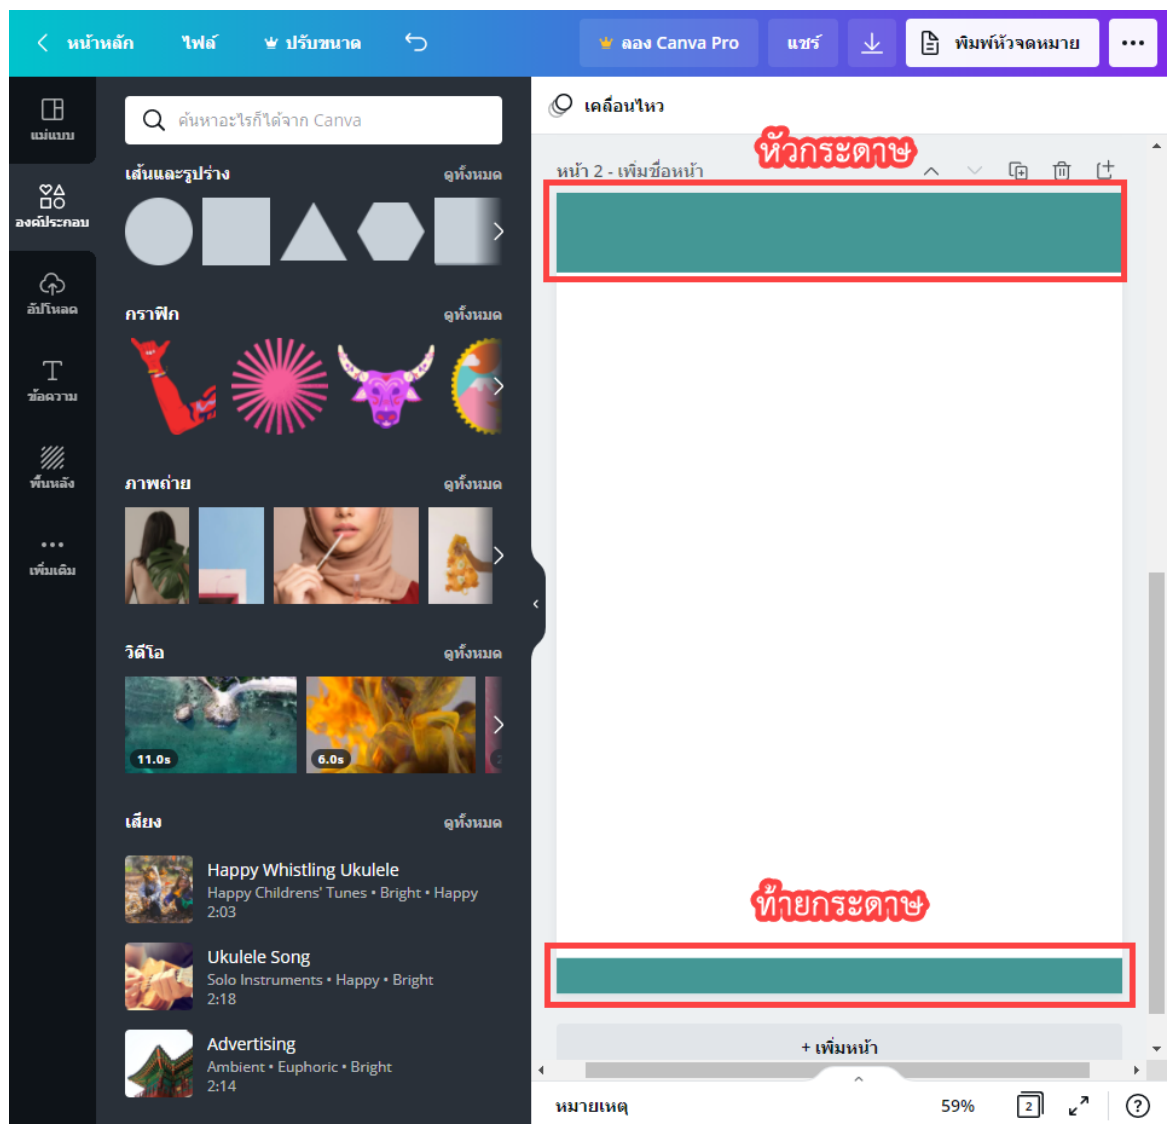 หน้าหลัก ไฟล์ ปรับขนาด ลอง Canva Pro แชร์ พิมพ์หัวจดหมาย
แม่แบบ
องค์ประกอบ
อัปโหลด
ข้อความ
พื้นหลัง
เพิ่มเติม
ค้นหาอะไรก็ได้จาก Canva
เส้นและรูปร่าง ดูทั้งหมด
กราฟิก ดูทั้งหมด
ภาพถ่าย ดูทั้งหมด
วิดีโอ ดูทั้งหมด
11.0s 6.0s
เสียง ดูทั้งหมด
Happy Whistling Ukulele
Happy Childrens' Tunes • Bright • Happy
2:03
Ukulele Song
Solo Instruments • Happy • Bright
2:18
Advertising
Ambient • Euphoric • Bright
2:14
เคลื่อนไหว
หัวกระดาษ
หน้า 2 - เพิ่มชื่อหน้า
ท้ายกระดาษ
+ เพิ่มหน้า
หมายเหตุ 59% 2 ?